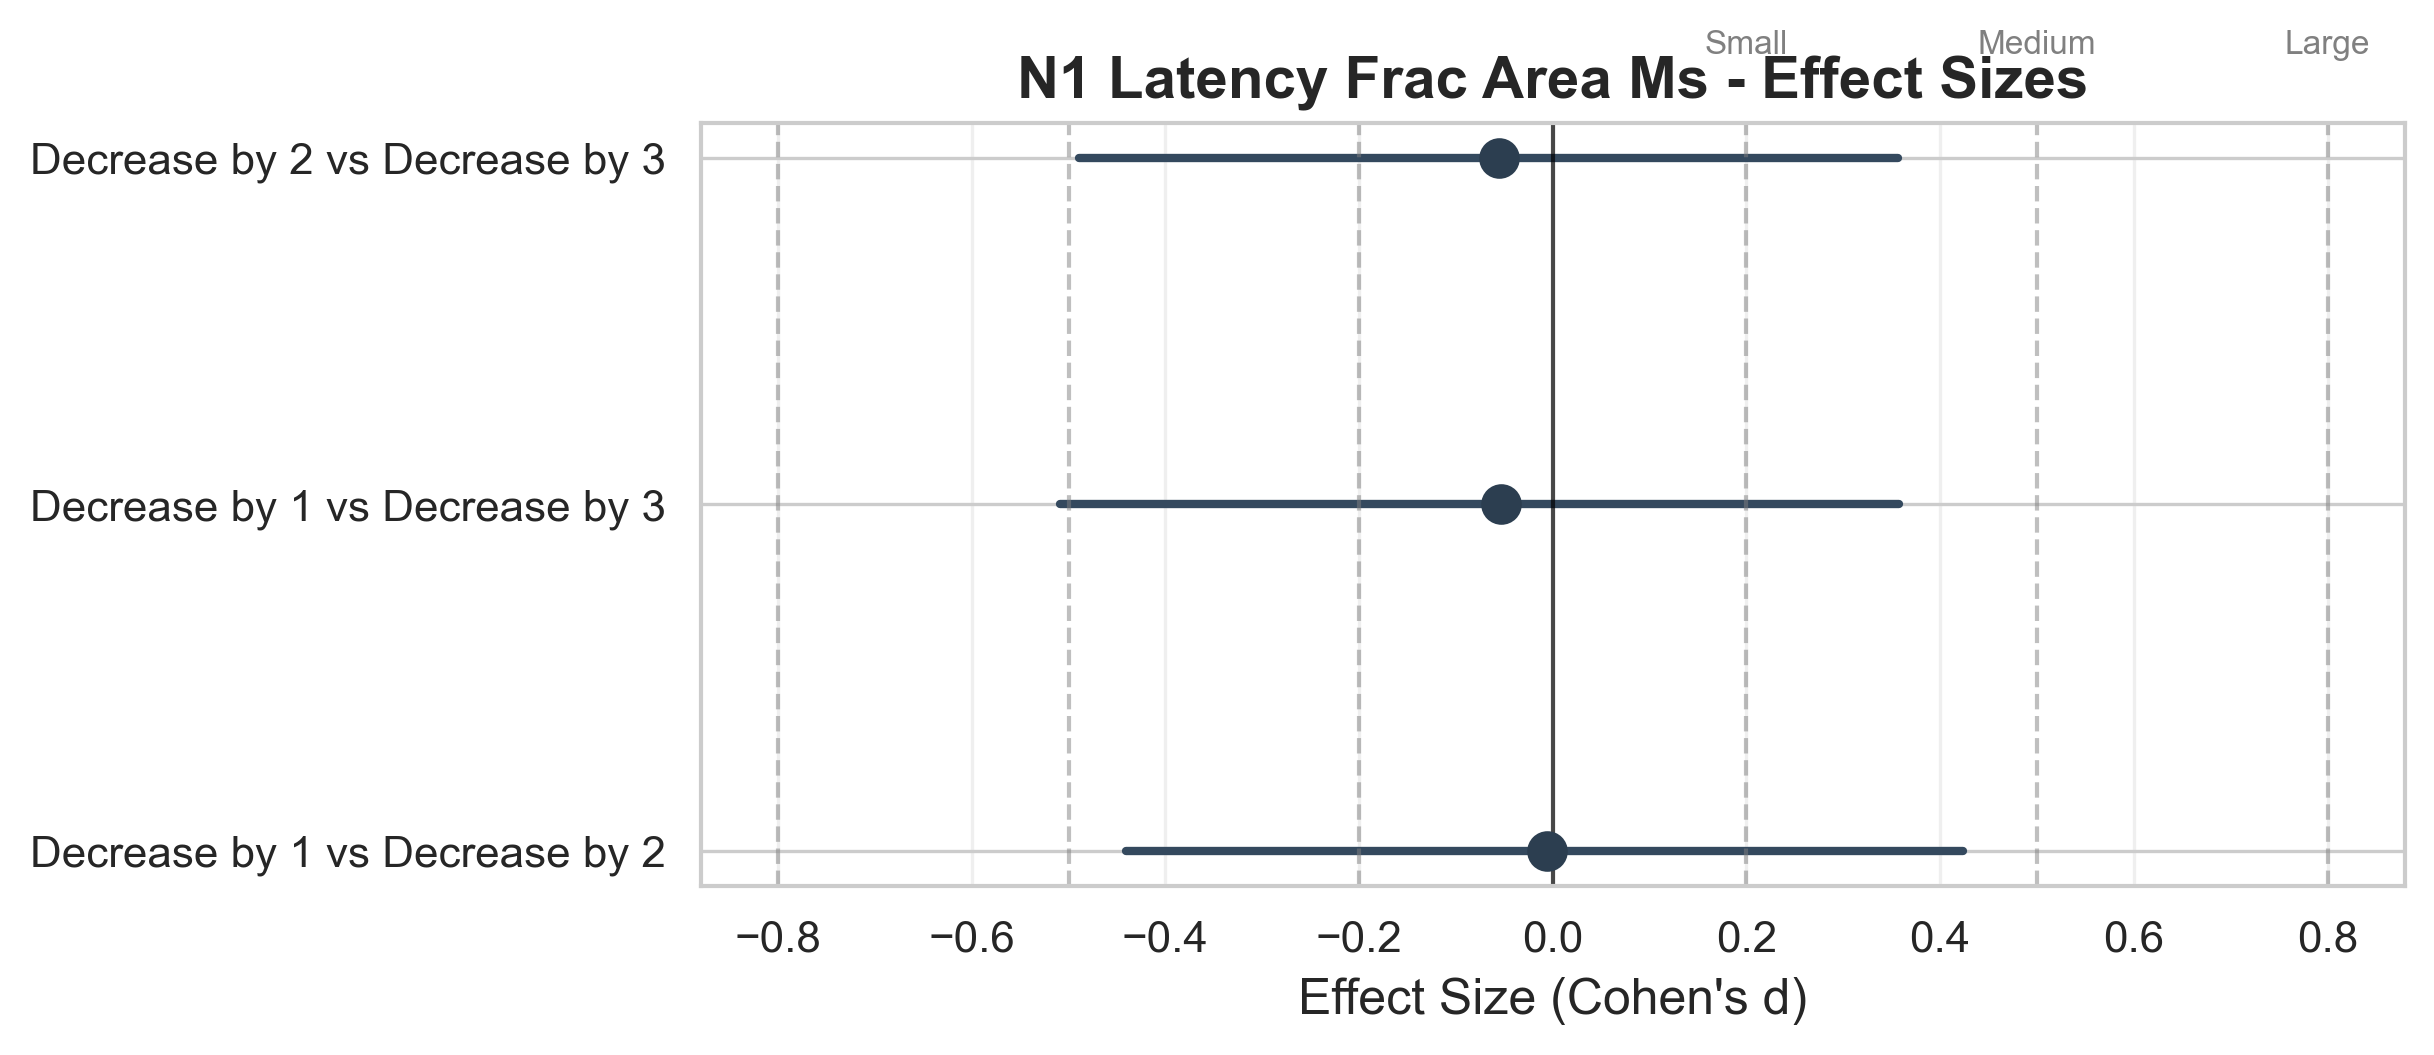 Small Medium Large
N1 Latency Frac Area Ms - Effect Sizes
Decrease by 2 vs Decrease by 3
Decrease by 1 vs Decrease by 3
Decrease by 1 vs Decrease by 2
−0.8 −0.6 −0.4 −0.2 0.0 0.2 0.4 0.6 0.8
Effect Size (Cohen's d)